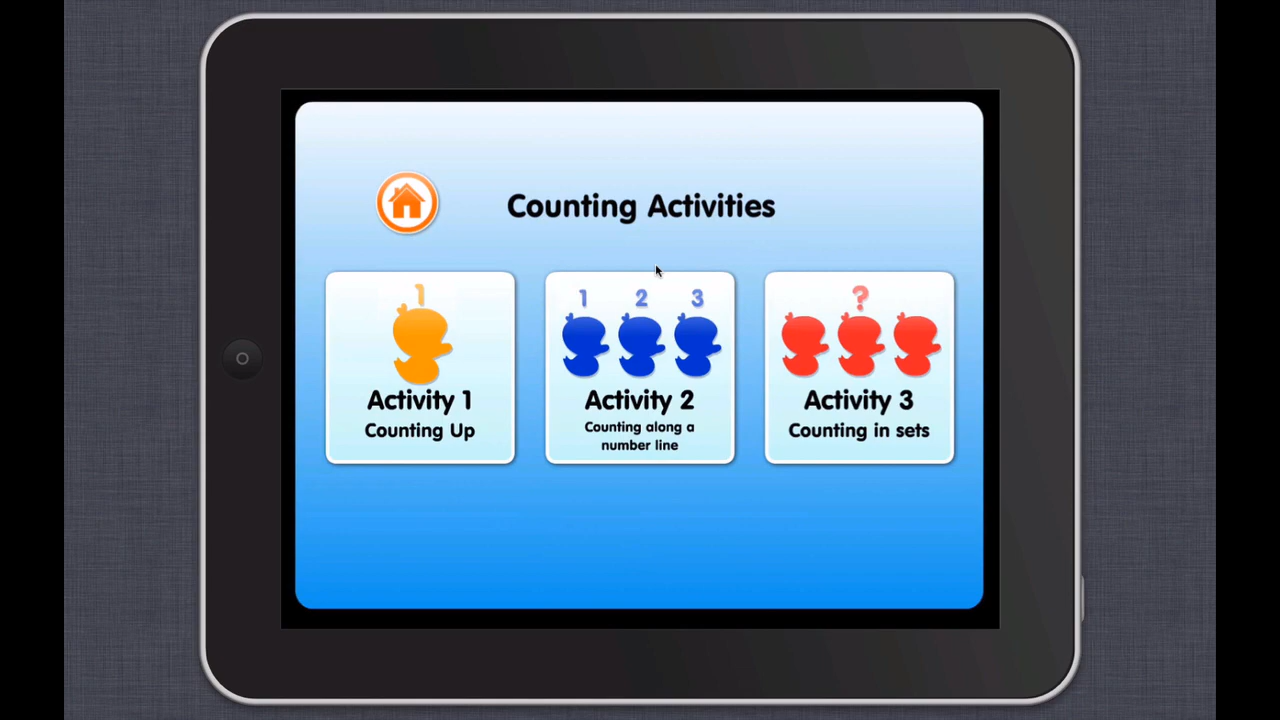 Counting Activities
1
1 2 3
?
Activity 1
Counting Up
Activity 2
Counting along a
number line
Activity 3
Counting in sets